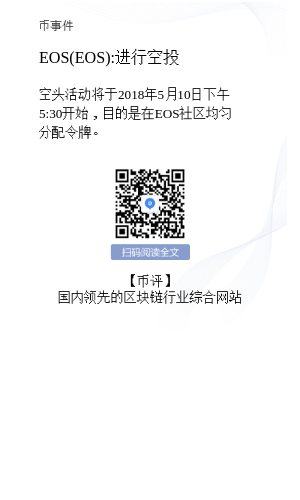 币事件
EOS(EOS):进行空投
空头活动将于2018年5月10日下午
5:30开始，目的是在EOS社区均匀
分配令牌。
扫码阅读全文
【币评】
国内领先的区块链行业综合网站